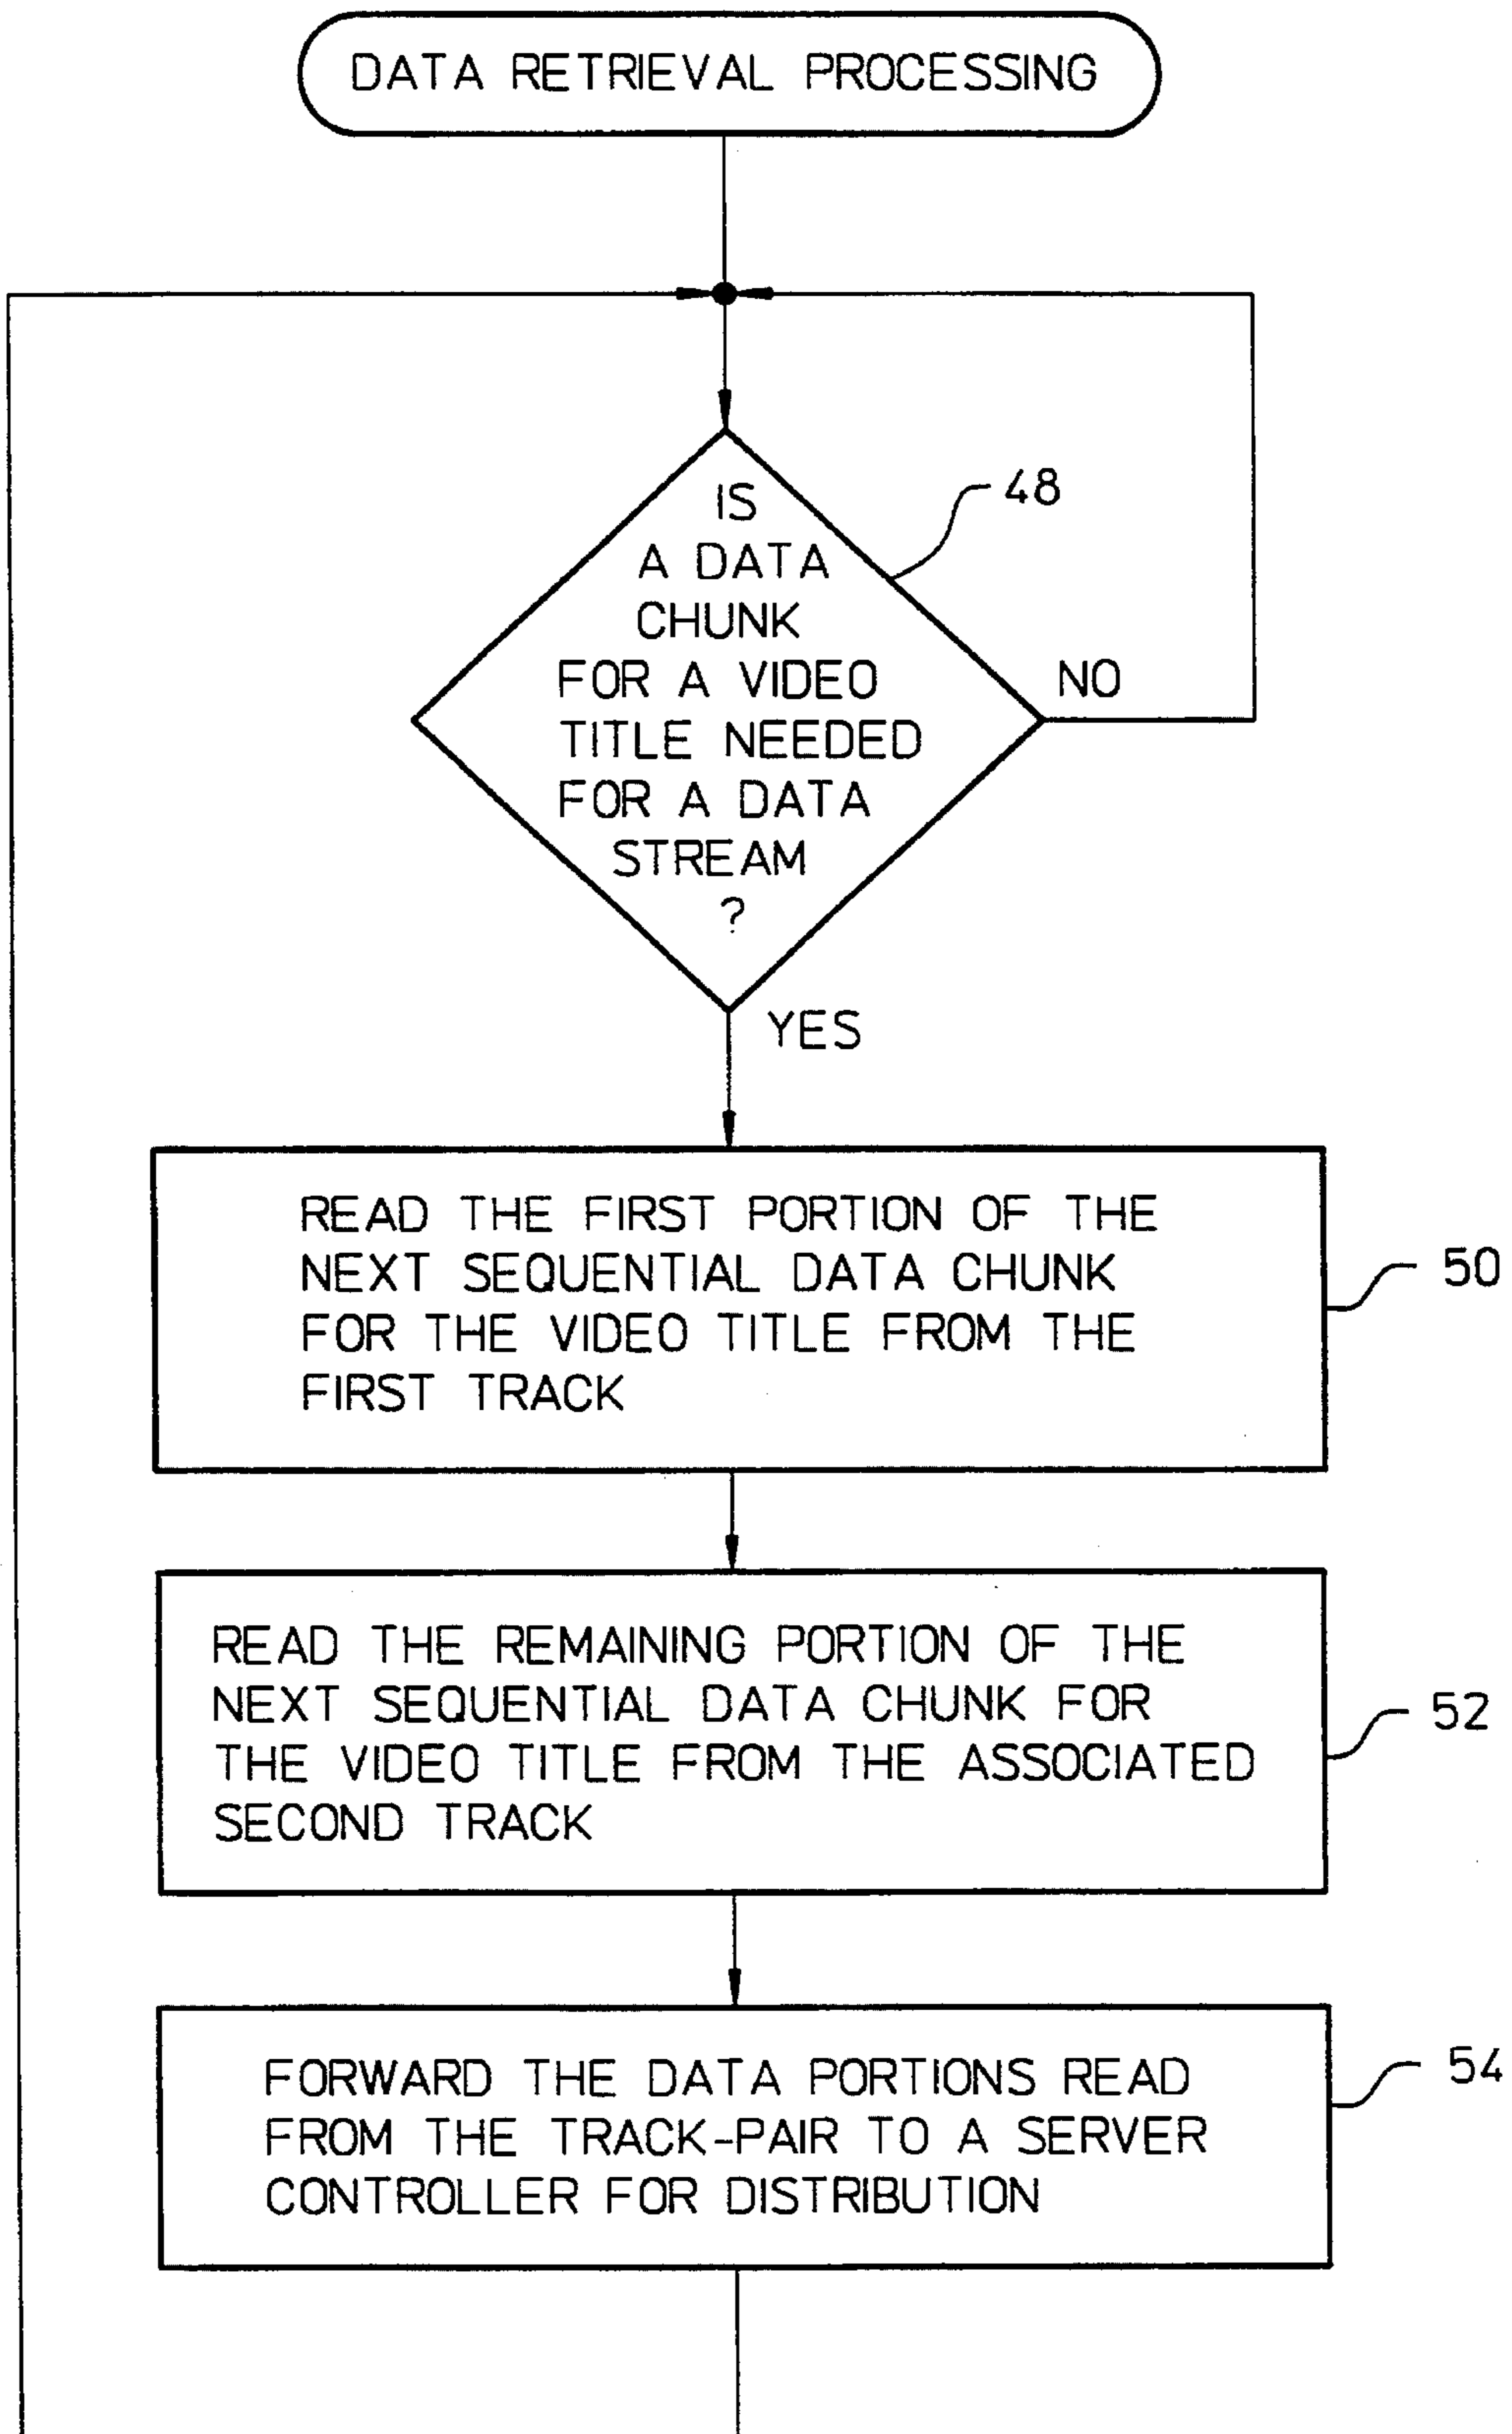 DATA RETRIEVAL PROCESSING
IS
A DATA
CHUNK
FOR A VIDEO
TITLE NEEDED
FOR A DATA
STREAM
?
48
NO
YES
READ THE FIRST PORTION OF THE
NEXT SEQUENTIAL DATA CHUNK
FOR THE VIDEO TITLE FROM THE
FIRST TRACK
50
READ THE REMAINING PORTION OF THE
NEXT SEQUENTIAL DATA CHUNK FOR
THE VIDEO TITLE FROM THE ASSOCIATED
SECOND TRACK
52
FORWARD THE DATA PORTIONS READ
FROM THE TRACK-PAIR TO A SERVER
CONTROLLER FOR DISTRIBUTION
54